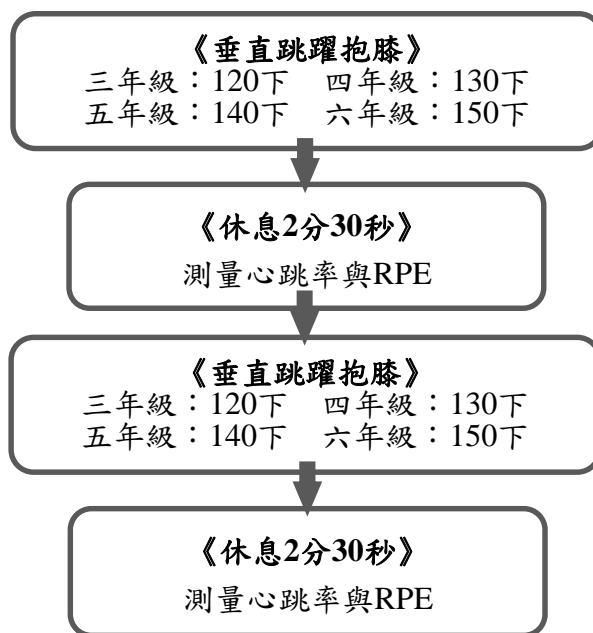 《垂直跳躍抱膝》
三年級：120下　四年級：130下
五年級：140下　六年級：150下
《休息2分30秒》
測量心跳率與RPE
《垂直跳躍抱膝》
三年級：120下　四年級：130下
五年級：140下　六年級：150下
《休息2分30秒》
測量心跳率與RPE